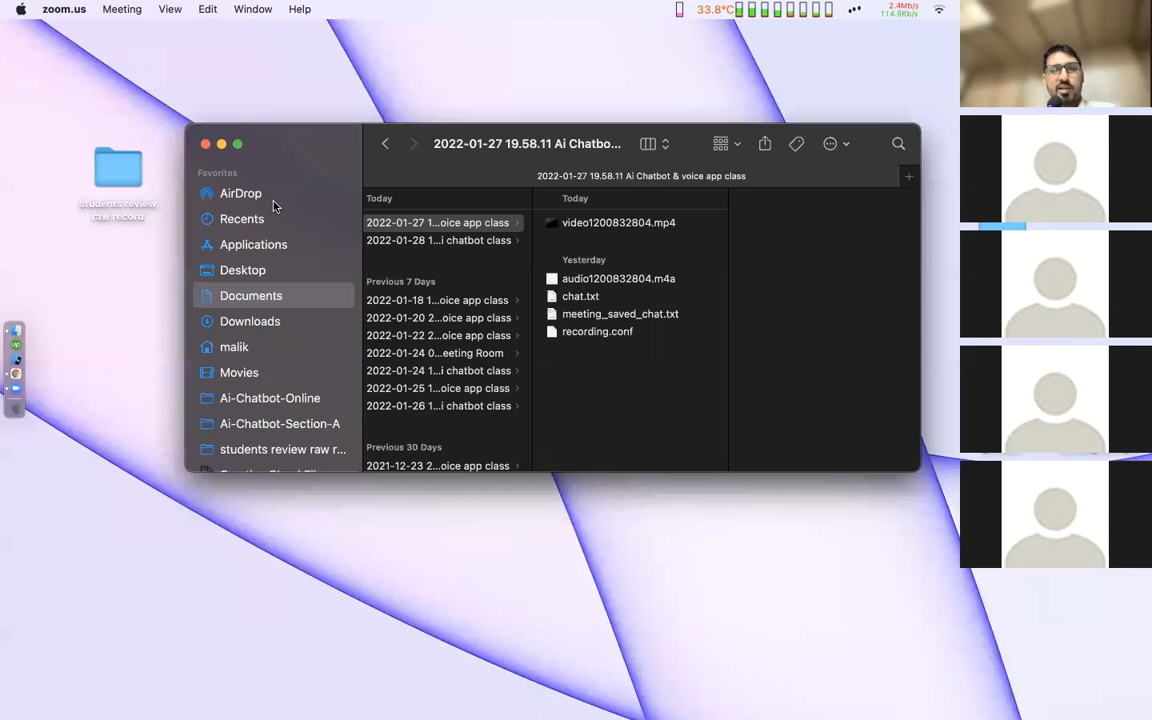 zoom.us Meeting View Edit Window Help 33.8°C 2.4Mb/s
114.5Kb/s
students review
raw record
2022-01-27 19.58.11 Ai Chatbo...
2022-01-27 19.58.11 Ai Chatbot & voice app class
Favorites
AirDrop
Recents
Applications
Desktop
Documents
Downloads
malik
Movies
Ai-Chatbot-Online
Ai-Chatbot-Section-A
students review raw r...
Today
2022-01-27 1...oice app class
2022-01-28 1...i chatbot class
Previous 7 Days
2022-01-18 1...oice app class
2022-01-20 2...oice app class
2022-01-22 2...oice app class
2022-01-24 0...eeting Room
2022-01-24 1...i chatbot class
2022-01-25 1...oice app class
2022-01-26 1...i chatbot class
Previous 30 Days
2021-12-23 2...oice app class
Today
video1200832804.mp4
Yesterday
audio1200832804.m4a
chat.txt
meeting_saved_chat.txt
recording.conf